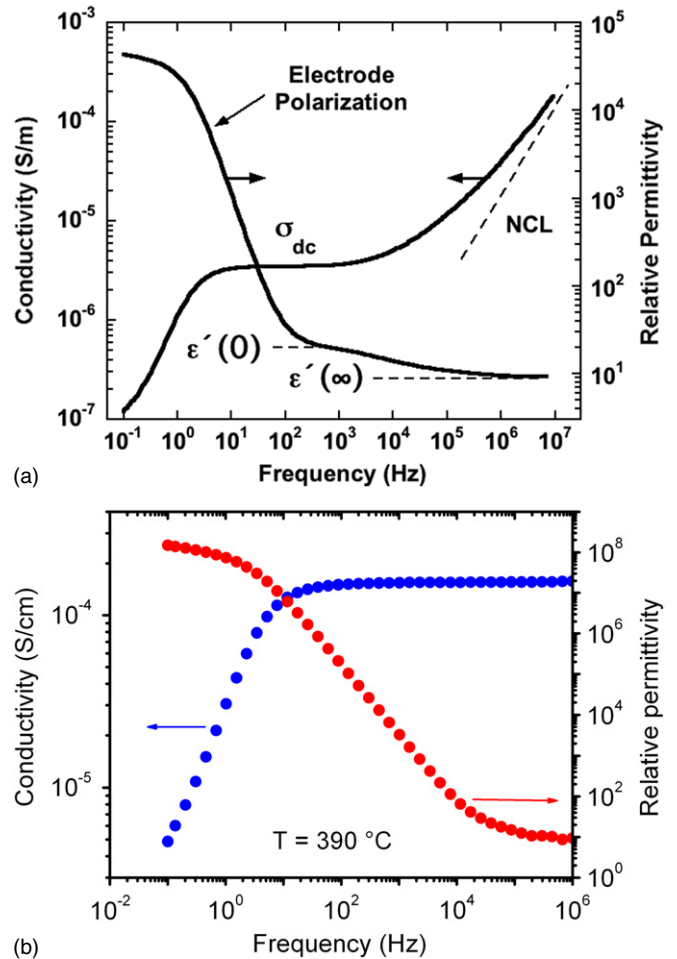 10⁻³
10⁵
Electrode
Polarization
10⁻⁴
10⁴
Conductivity (S/m)
Relative Permittivity
10³
10⁻⁵
σdc
NCL
10²
10⁻⁶
ε´(0)
ε´(∞)
10¹
10⁻⁷
10⁻¹ 10⁰ 10¹ 10² 10³ 10⁴ 10⁵ 10⁶ 10⁷
Frequency (Hz)
(a)
10⁸
10⁻⁴
10⁶
Conductivity (S/cm)
Relative permittivity
10⁴
10⁻⁵
10²
T = 390 °C
10⁰
10⁻² 10⁰ 10² 10⁴ 10⁶
Frequency (Hz)
(b)